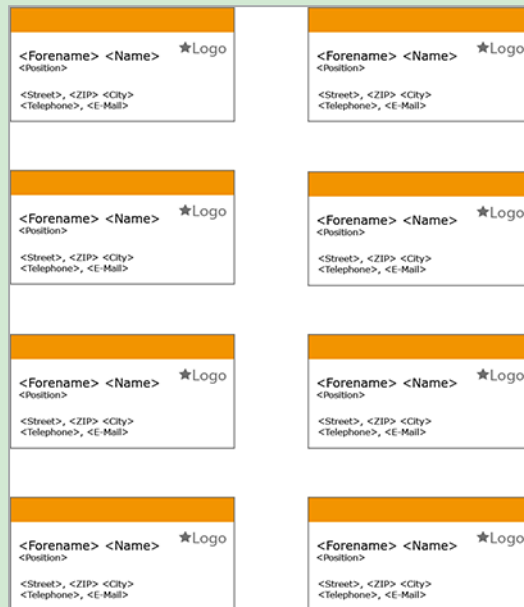 ★Logo
<Forename> <Name>
<Position>
<Street>, <ZIP> <City>
<Telephone>, <E-Mail>
★Logo
<Forename> <Name>
<Position>
<Street>, <ZIP> <City>
<Telephone>, <E-Mail>
★Logo
<Forename> <Name>
<Position>
<Street>, <ZIP> <City>
<Telephone>, <E-Mail>
★Logo
<Forename> <Name>
<Position>
<Street>, <ZIP> <City>
<Telephone>, <E-Mail>
★Logo
<Forename> <Name>
<Position>
<Street>, <ZIP> <City>
<Telephone>, <E-Mail>
★Logo
<Forename> <Name>
<Position>
<Street>, <ZIP> <City>
<Telephone>, <E-Mail>
★Logo
<Forename> <Name>
<Position>
<Street>, <ZIP> <City>
<Telephone>, <E-Mail>
★Logo
<Forename> <Name>
<Position>
<Street>, <ZIP> <City>
<Telephone>, <E-Mail>